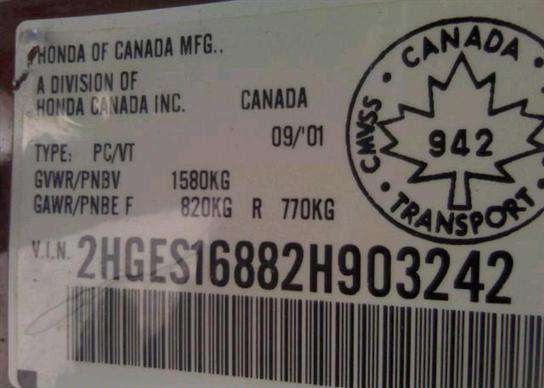 HONDA OF CANADA MFG.,
A DIVISION OF
HONDA CANADA INC.
CANADA
09/'01
TYPE: PC/VT
GVWR/PNBV 1580KG
GAWR/PNBE F 820KG R 770KG
V.I.N. 2HGES16882H903242
CANADA
CMVSS
942
TRANSPORT